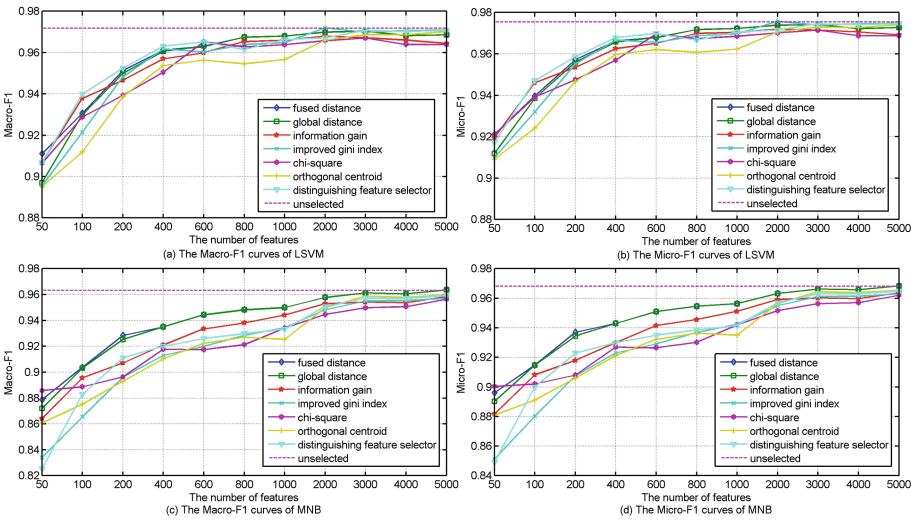 Macro-F1
0.98
0.96
0.94
0.92
0.9
0.88
50 100 200 400 600 800 1000 2000 3000 4000 5000
The number of features
fused distance
global distance
information gain
improved gini index
chi-square
orthogonal centroid
distinguishing feature selector
unselected
(a) The Macro-F1 curves of LSVM
Micro-F1
0.98
0.96
0.94
0.92
0.9
0.88
50 100 200 400 600 800 1000 2000 3000 4000 5000
The number of features
fused distance
global distance
information gain
improved gini index
chi-square
orthogonal centroid
distinguishing feature selector
unselected
(b) The Micro-F1 curves of LSVM
Macro-F1
0.98
0.96
0.94
0.92
0.9
0.88
0.86
0.84
0.82
50 100 200 400 600 800 1000 2000 3000 4000 5000
The number of features
fused distance
global distance
information gain
improved gini index
chi-square
orthogonal centroid
distinguishing feature selector
unselected
(c) The Macro-F1 curves of MNB
Micro-F1
0.98
0.96
0.94
0.92
0.9
0.88
0.86
0.84
50 100 200 400 600 800 1000 2000 3000 4000 5000
The number of features
fused distance
global distance
information gain
improved gini index
chi-square
orthogonal centroid
distinguishing feature selector
unselected
(d) The Micro-F1 curves of MNB